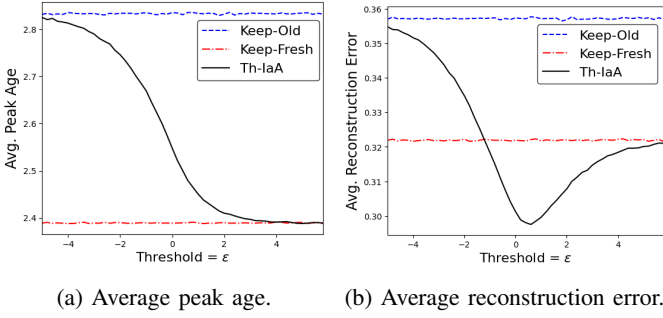 Keep-Old
Keep-Fresh
Th-IaA
Avg. Peak Age
2.8
2.7
2.6
2.5
2.4
−4 −2 0 2 4
Threshold = ε
(a) Average peak age.
Keep-Old
Keep-Fresh
Th-IaA
Avg. Reconstruction Error
0.36
0.35
0.34
0.33
0.32
0.31
0.30
−4 −2 0 2 4
Threshold = ε
(b) Average reconstruction error.